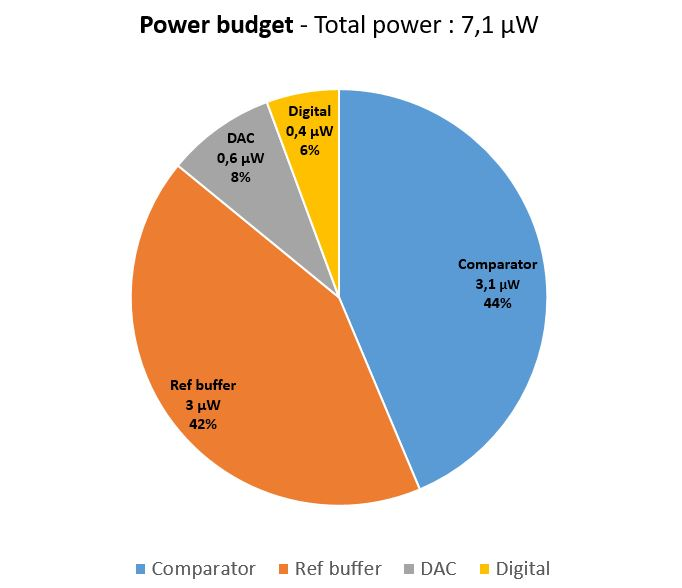 Power budget - Total power : 7,1 µW
Digital
0,4 µW
6%
DAC
0,6 µW
8%
Comparator
3,1 µW
44%
Ref buffer
3 µW
42%
Comparator Ref buffer DAC Digital